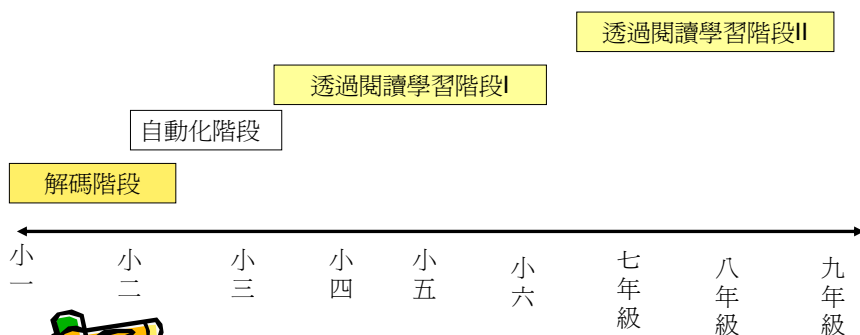 透過閱讀學習階段II
透過閱讀學習階段I
自動化階段
解碼階段
小一
小二
小三
小四
小五
小六
七年級
八年級
九年級